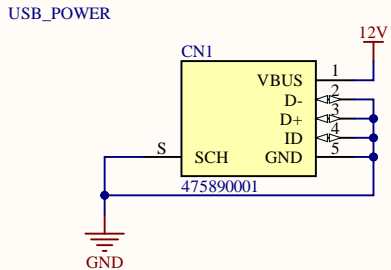 USB_POWER
12V
CN1
VBUS 1
D- 2
D+ 3
ID 4
S SCH GND 5
475890001
GND